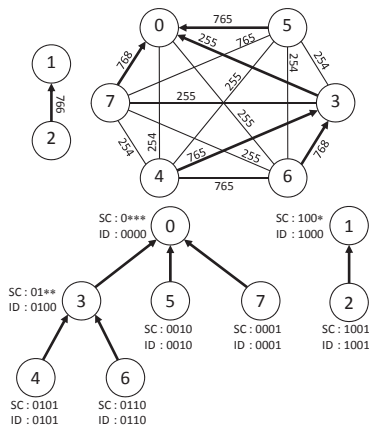 0
765
5
255
765
254
1
768
254
766
255
7
255
3
254
255
2
254
765
255
768
4
765
6
SC : 0***
ID : 0000
0
SC : 100*
ID : 1000
1
SC : 01**
ID : 0100
3
5
7
2
SC : 0010
ID : 0010
SC : 0001
ID : 0001
SC : 1001
ID : 1001
4
6
SC : 0101
ID : 0101
SC : 0110
ID : 0110